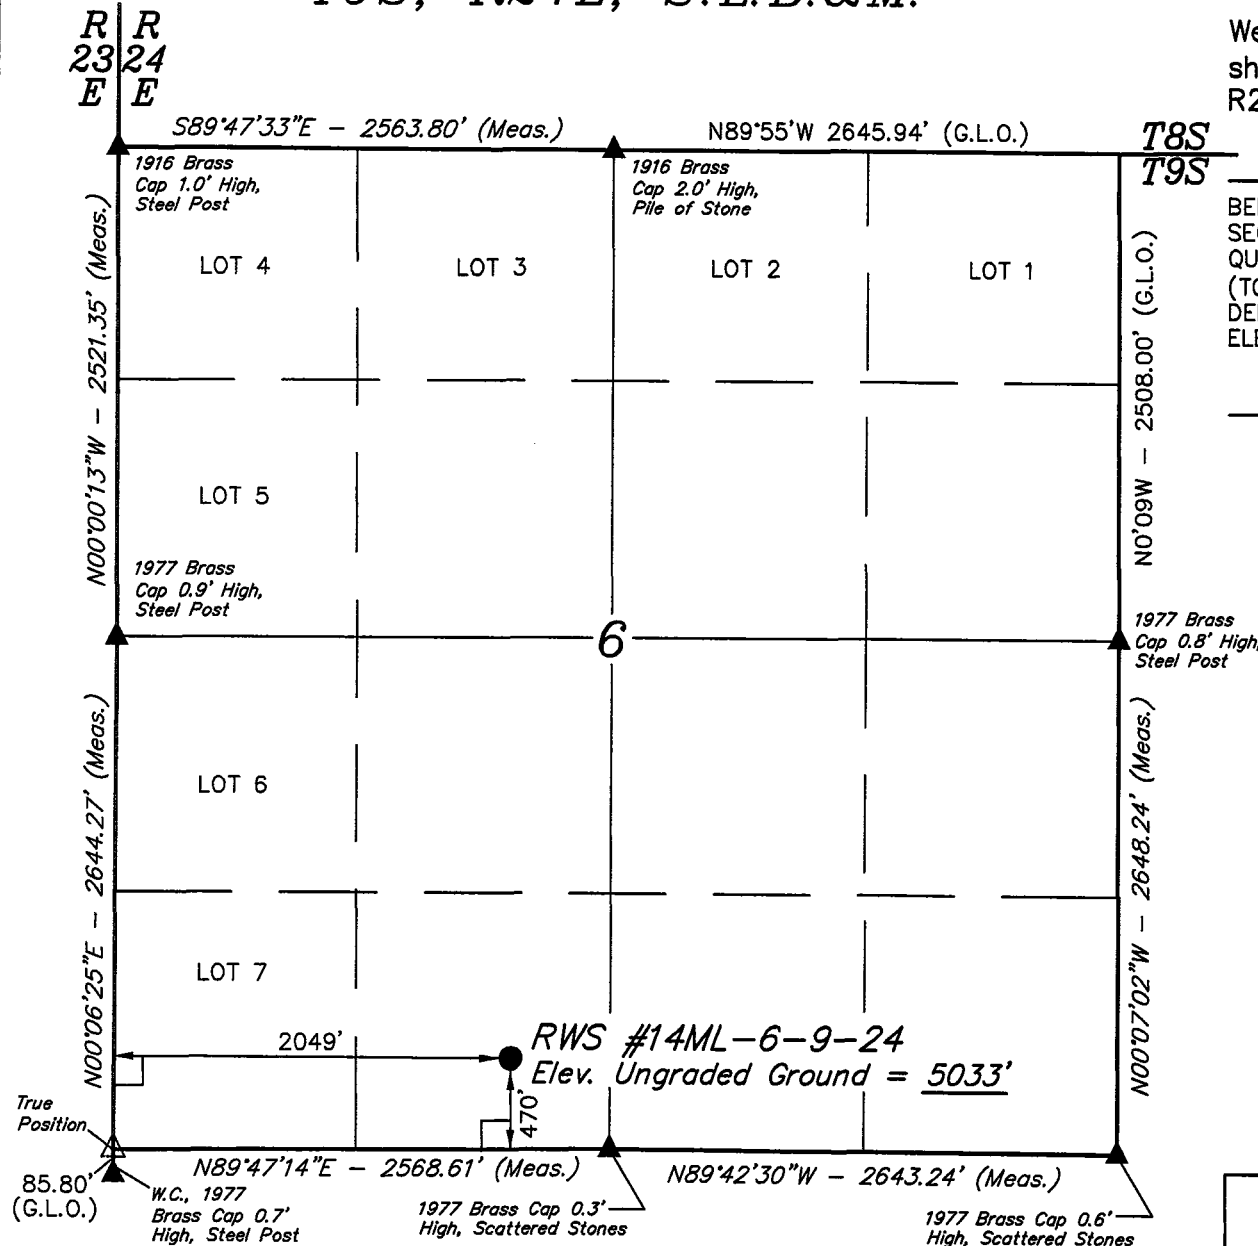 T9S, R24E, S.L.B.&M.
R R
23 24
E E
S89°47'33"E - 2563.80' (Meas.)
N89°55'W 2645.94' (G.L.O.)
T8S
T9S
1916 Brass
Cap 1.0' High,
Steel Post
1916 Brass
Cap 2.0' High,
Pile of Stone
LOT 4
LOT 3
LOT 2
LOT 1
N00°00'13"W - 2521.35' (Meas.)
N0°09W - 2508.00' (G.L.O.)
LOT 5
1977 Brass
Cap 0.9' High,
Steel Post
6
1977 Brass
Cap 0.8' High,
Steel Post
LOT 6
N00°06'25"E - 2644.27' (Meas.)
N00°07'02"W - 2648.24' (Meas.)
LOT 7
2049'
RWS #14ML-6-9-24
Elev. Ungraded Ground = 5033'
470'
True
Position
85.80'
(G.L.O.)
N89°47'14"E - 2568.61' (Meas.)
N89°42'30"W - 2643.24' (Meas.)
W.C., 1977
Brass Cap 0.7'
High, Steel Post
1977 Brass Cap 0.3'
High, Scattered Stones
1977 Brass Cap 0.6'
High, Scattered Stones